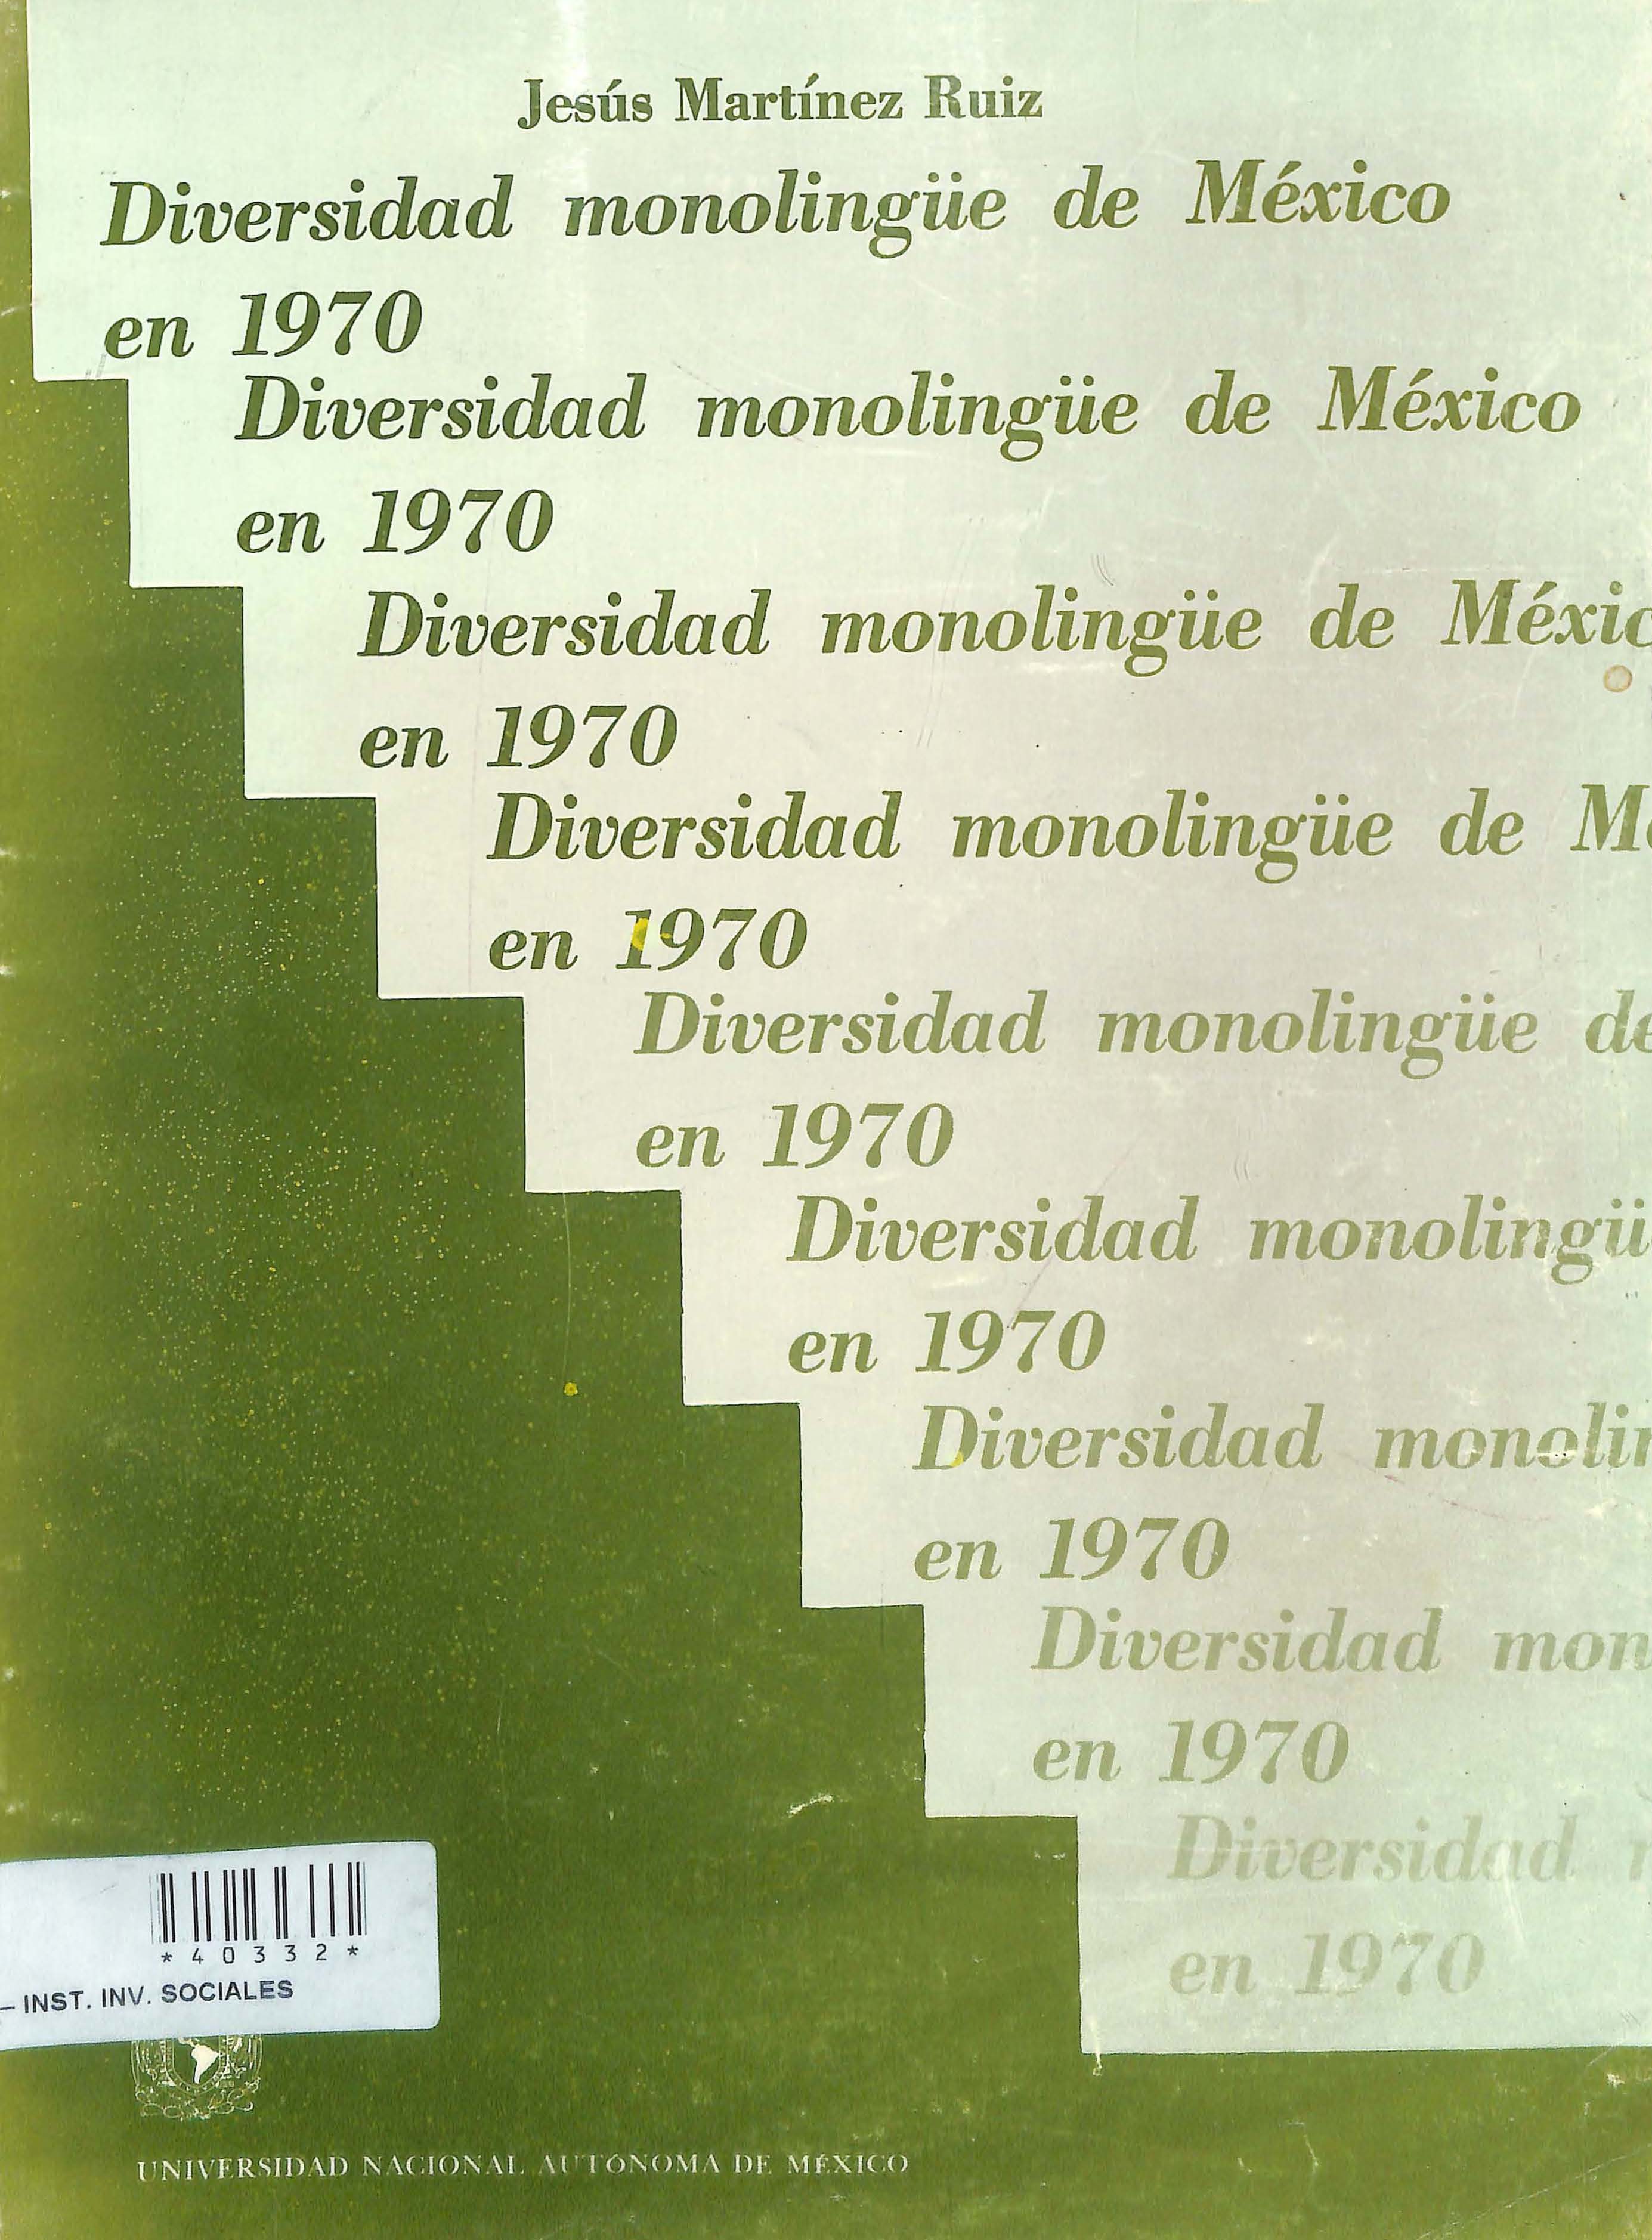 Jesús Martínez Ruiz
Diversidad monolingüe de México
en 1970
Diversidad monolingüe de México
en 1970
Diversidad monolingüe de Méxic
en 1970
Diversidad monolingüe de M
en 1970
Diversidad monolingüe de
en 1970
Diversidad monolingü
en 1970
Diversidad monolin
en 1970
Diversidad mon
en 1970
Diversidad
en 1970
*40332*
– INST. INV. SOCIALES
UNIVERSIDAD NACIONAL AUTÓNOMA DE MÉXICO